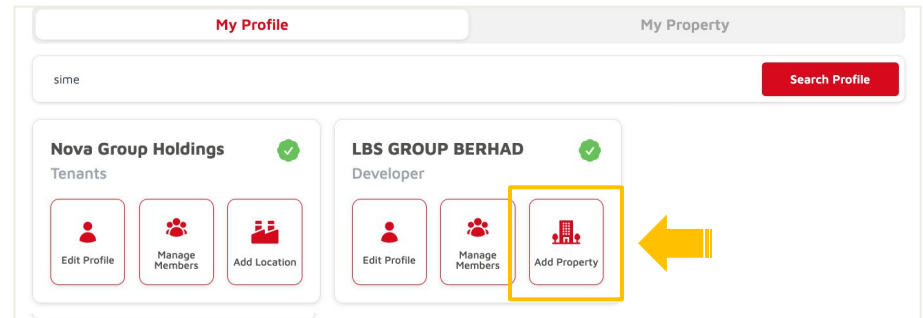 My Profile
My Property
sime
Search Profile
Nova Group Holdings
Tenants
Edit Profile
Manage
Members
Add Location
LBS GROUP BERHAD
Developer
Edit Profile
Manage
Members
Add Property